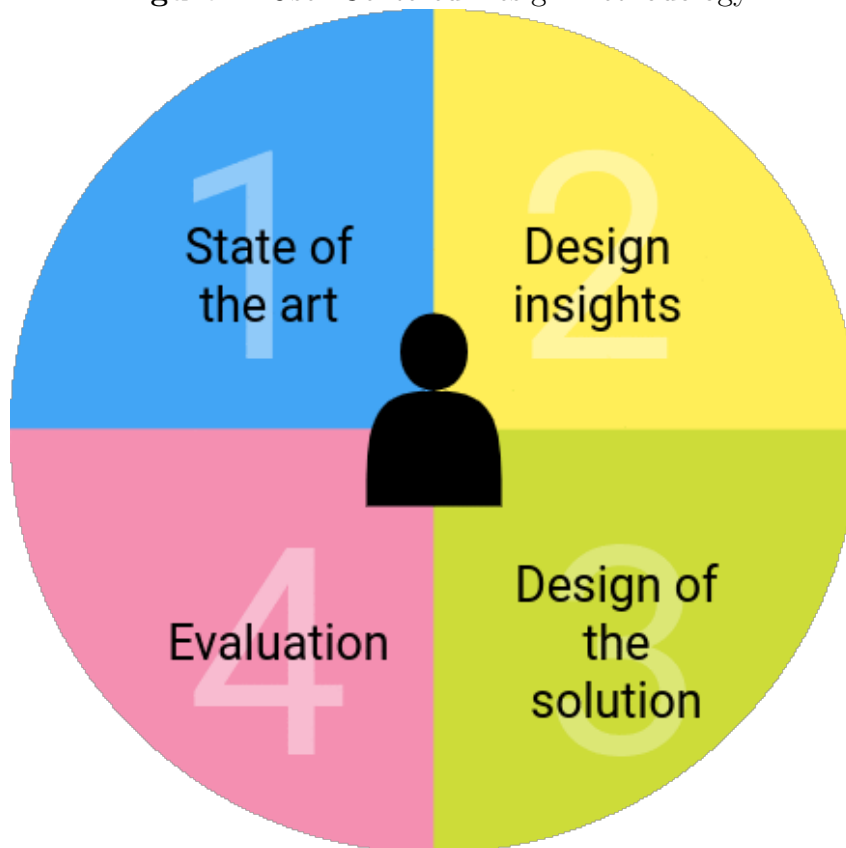 1
State of
the art
2
Design
insights
3
Design of
the
solution
4
Evaluation